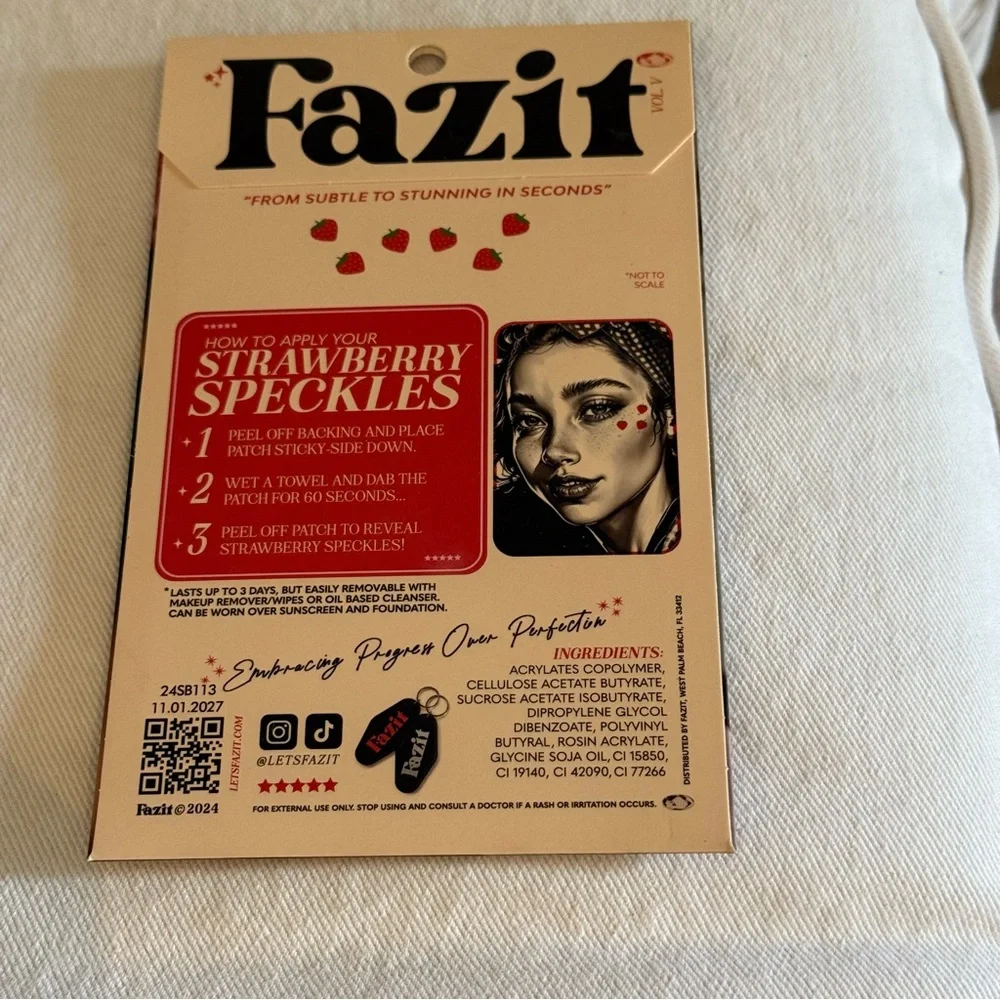 Fazit
VOL. V
"FROM SUBTLE TO STUNNING IN SECONDS"
*NOT TO
SCALE
HOW TO APPLY YOUR
STRAWBERRY
SPECKLES
1 PEEL OFF BACKING AND PLACE
PATCH STICKY-SIDE DOWN.
2 WET A TOWEL AND DAB THE
PATCH FOR 60 SECONDS...
3 PEEL OFF PATCH TO REVEAL
STRAWBERRY SPECKLES!
*LASTS UP TO 3 DAYS, BUT EASILY REMOVABLE WITH
MAKEUP REMOVER/WIPES OR OIL BASED CLEANSER.
CAN BE WORN OVER SUNSCREEN AND FOUNDATION.
Embracing Progress Over Perfection
24SB113
11.01.2027
LETSFAZIT.COM
Fazit © 2024
@LETSFAZIT
Fazit
Fazit
INGREDIENTS:
ACRYLATES COPOLYMER,
CELLULOSE ACETATE BUTYRATE,
SUCROSE ACETATE ISOBUTYRATE,
DIPROPYLENE GLYCOL
DIBENZOATE, POLYVINYL
BUTYRAL, ROSIN ACRYLATE,
GLYCINE SOJA OIL, CI 15850,
CI 19140, CI 42090, CI 77266
DISTRIBUTED BY FAZIT, WEST PALM BEACH, FL 33412
FOR EXTERNAL USE ONLY. STOP USING AND CONSULT A DOCTOR IF A RASH OR IRRITATION OCCURS.